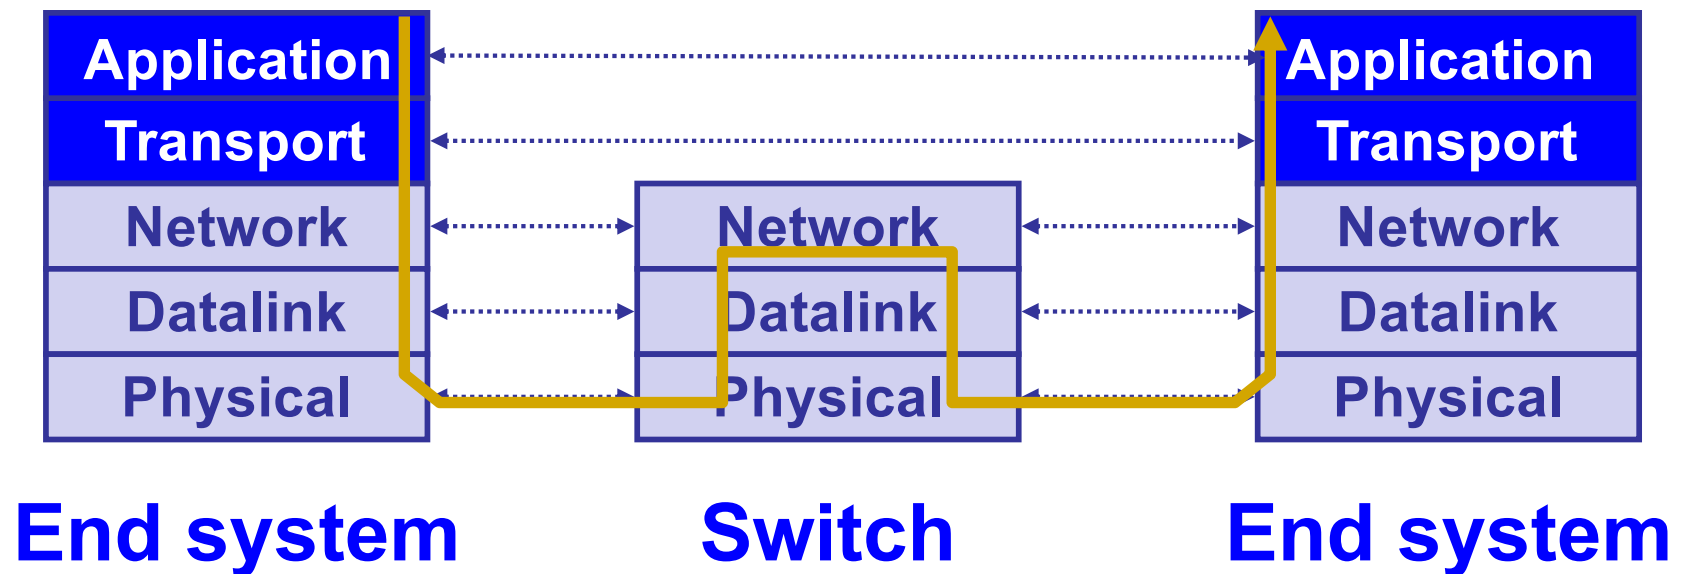 Application
Transport
Network
Datalink
Physical
End system
Network
Datalink
Physical
Switch
Application
Transport
Network
Datalink
Physical
End system